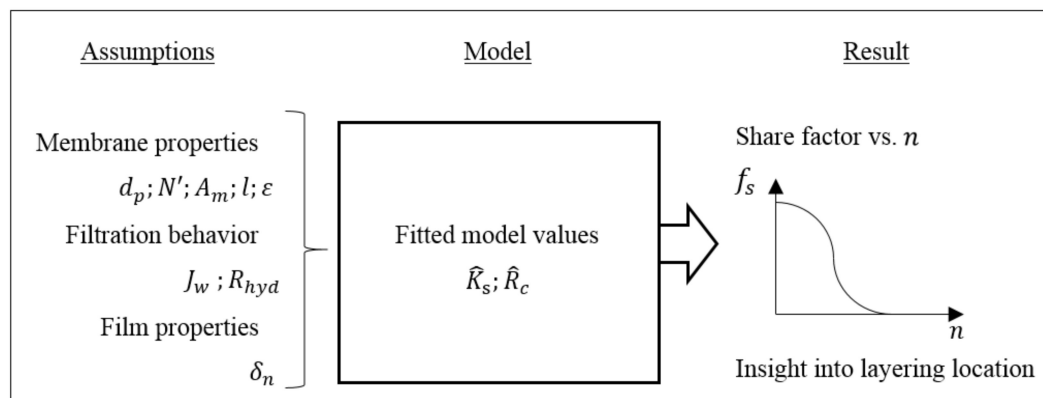 Assumptions
Membrane properties
d_p; N′; A_m; l; ε
Filtration behavior
J_w ; R_hyd
Film properties
δ_n
Model
Fitted model values
K̂_s; R̂_c
Result
Share factor vs. n
f_s
n
Insight into layering location